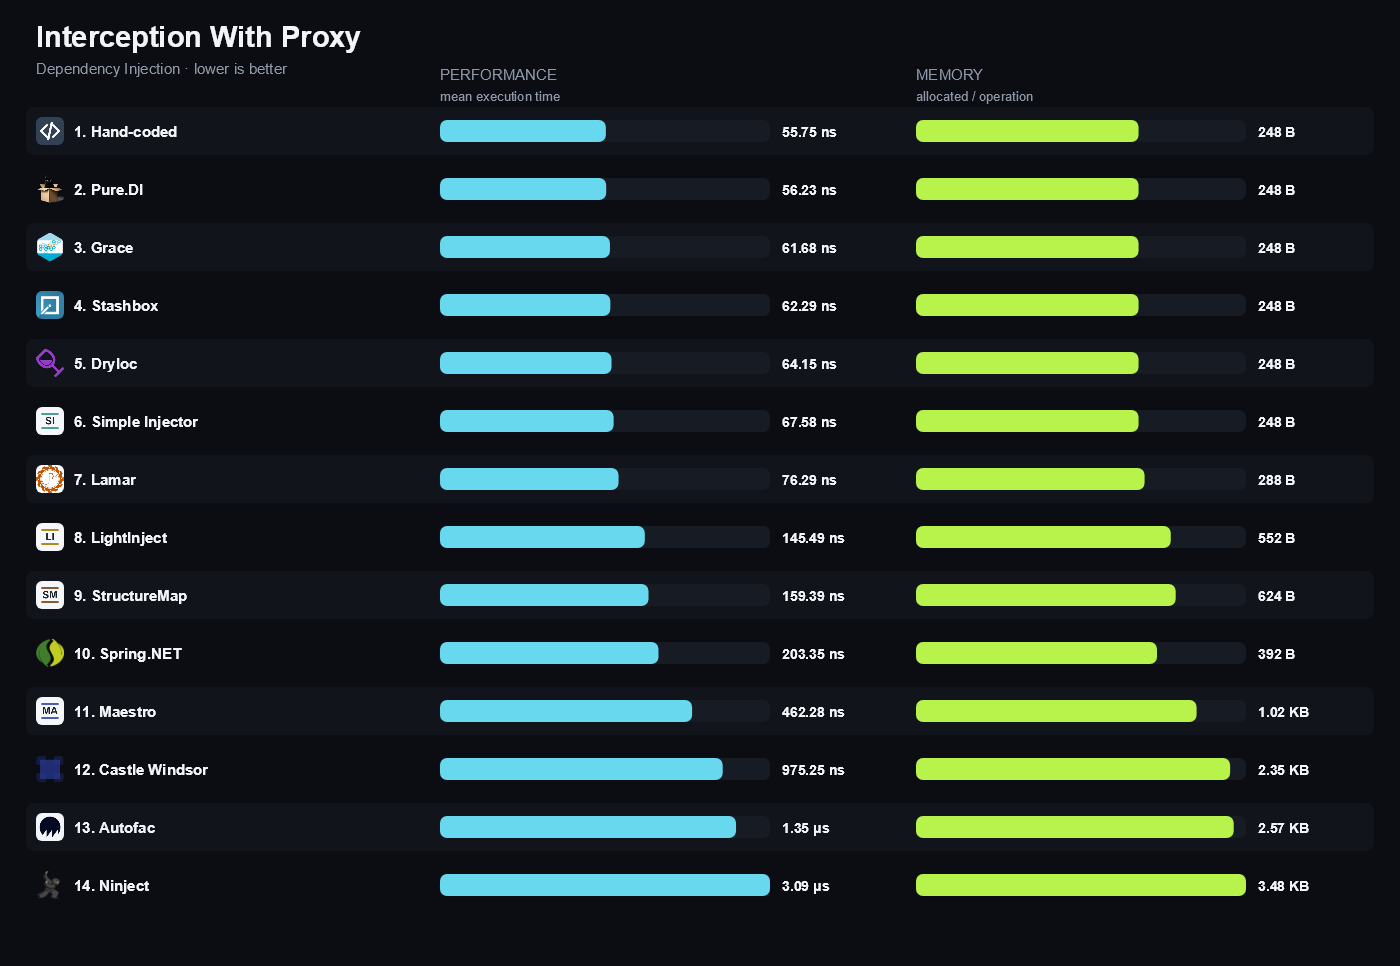 Interception With Proxy
Dependency Injection · lower is better
PERFORMANCE
mean execution time
MEMORY
allocated / operation
1. Hand-coded 55.75 ns 248 B
2. Pure.DI 56.23 ns 248 B
3. Grace 61.68 ns 248 B
4. Stashbox 62.29 ns 248 B
5. DryIoc 64.15 ns 248 B
SI 6. Simple Injector 67.58 ns 248 B
7. Lamar 76.29 ns 288 B
LI 8. LightInject 145.49 ns 552 B
SM 9. StructureMap 159.39 ns 624 B
10. Spring.NET 203.35 ns 392 B
MA 11. Maestro 462.28 ns 1.02 KB
12. Castle Windsor 975.25 ns 2.35 KB
13. Autofac 1.35 μs 2.57 KB
14. Ninject 3.09 μs 3.48 KB